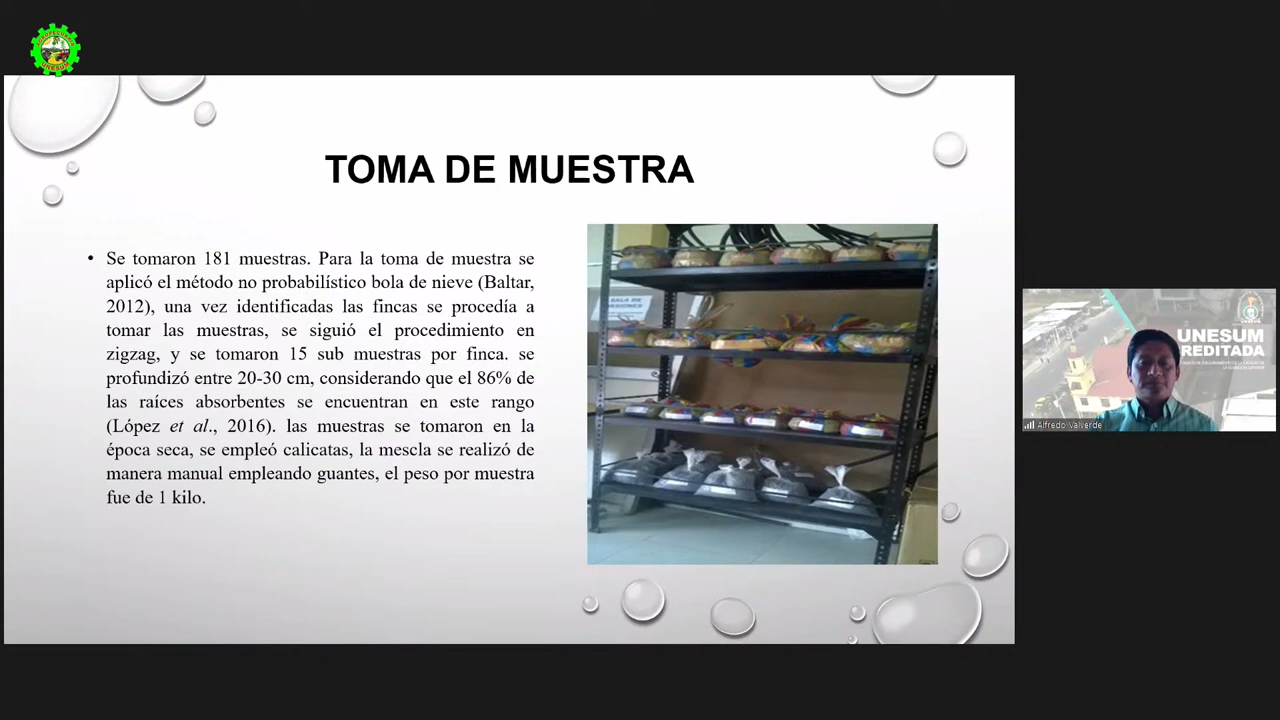 TOMA DE MUESTRA
• Se tomaron 181 muestras. Para la toma de muestra se
aplicó el método no probabilístico bola de nieve (Baltar,
2012), una vez identificadas las fincas se procedía a
tomar las muestras, se siguió el procedimiento en
zigzag, y se tomaron 15 sub muestras por finca. se
profundizó entre 20-30 cm, considerando que el 86% de
las raíces absorbentes se encuentran en este rango
(López et al., 2016). las muestras se tomaron en la
época seca, se empleó calicatas, la mescla se realizó de
manera manual empleando guantes, el peso por muestra
fue de 1 kilo.
SALA DE
UNESUM
REDITADA
Alfredo Valverde
UNESUM